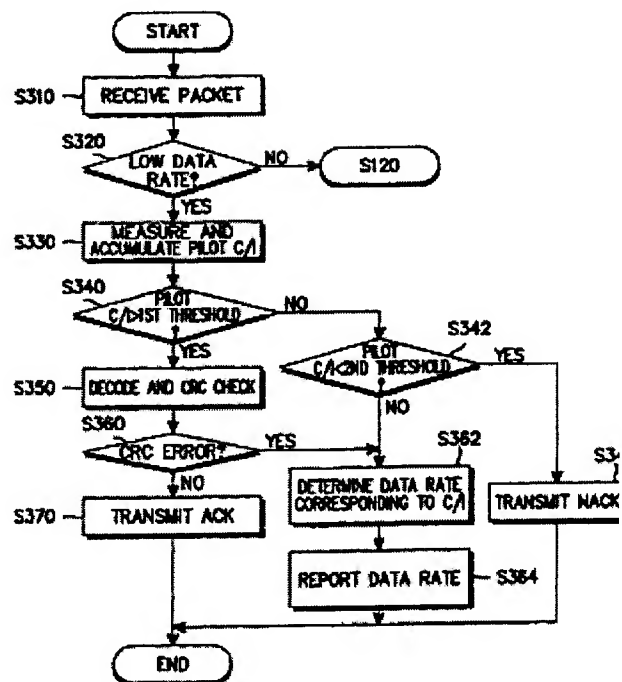 START
S310
RECEIVE PACKET
S320
LOW DATA
RATE?
NO
S120
YES
S330
MEASURE AND
ACCUMULATE PILOT C/I
S340
PILOT
C/I>1ST THRESHOLD
?
NO
YES
S342
PILOT
C/I<2ND THRESHOLD
?
YES
NO
S350
DECODE AND CRC CHECK
S360
CRC ERROR?
YES
NO
S362
DETERMINE DATA RATE
CORRESPONDING TO C/I
TRANSMIT NACK
S370
TRANSMIT ACK
REPORT DATA RATE
S364
END